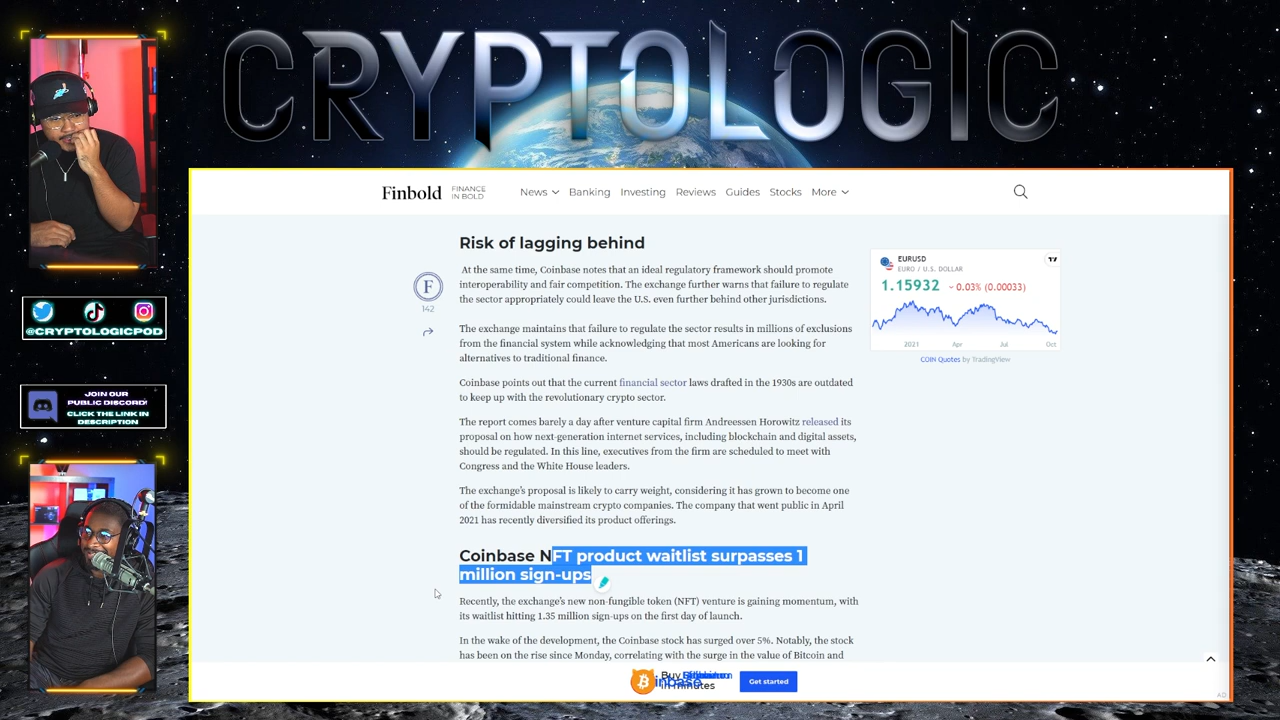 CRYPTOLOGIC
@CRYPTOLOGICPOD
JOIN OUR
PUBLIC DISCORD!
CLICK THE LINK IN
DESCRIPTION
Finbold
FINANCE
IN BOLD
News
Banking
Investing
Reviews
Guides
Stocks
More
F
142
Risk of lagging behind
At the same time, Coinbase notes that an ideal regulatory framework should promote
interoperability and fair competition. The exchange further warns that failure to regulate
the sector appropriately could leave the U.S. even further behind other jurisdictions.
The exchange maintains that failure to regulate the sector results in millions of exclusions
from the financial system while acknowledging that most Americans are looking for
alternatives to traditional finance.
Coinbase points out that the current financial sector laws drafted in the 1930s are outdated
to keep up with the revolutionary crypto sector.
The report comes barely a day after venture capital firm Andreessen Horowitz released its
proposal on how next-generation internet services, including blockchain and digital assets,
should be regulated. In this line, executives from the firm are scheduled to meet with
Congress and the White House leaders.
The exchange’s proposal is likely to carry weight, considering it has grown to become one
of the formidable mainstream crypto companies. The company that went public in April
2021 has recently diversified its product offerings.
Coinbase NFT product waitlist surpasses 1
million sign-ups
Recently, the exchange’s new non-fungible token (NFT) venture is gaining momentum, with
its waitlist hitting 1.35 million sign-ups on the first day of launch.
In the wake of the development, the Coinbase stock has surged over 5%. Notably, the stock
has been on the rise since Monday, correlating with the surge in the value of Bitcoin and
EURUSD
EURO / U.S. DOLLAR
1.15932 0.03% (0.00033)
2021 Apr Jul Oct
COIN Quotes by TradingView
Buy
in minutes
Get started
AD